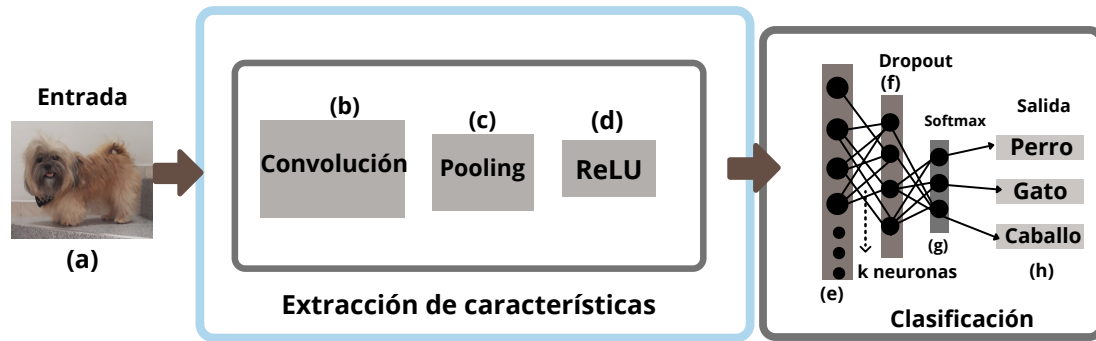 Entrada
(a)
(b)
Convolución
(c)
Pooling
(d)
ReLU
Extracción de características
Dropout
(f)
Softmax
Salida
Perro
Gato
Caballo
(g)
(h)
k neuronas
(e)
Clasificación